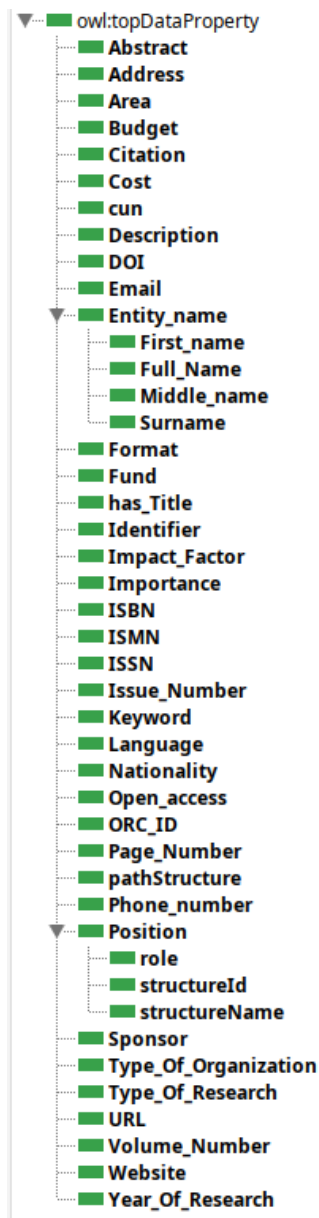 owl:topDataProperty
Abstract
Address
Area
Budget
Citation
Cost
cun
Description
DOI
Email
Entity_name
First_name
Full_Name
Middle_name
Surname
Format
Fund
has_Title
Identifier
Impact_Factor
Importance
ISBN
ISMN
ISSN
Issue_Number
Keyword
Language
Nationality
Open_access
ORC_ID
Page_Number
pathStructure
Phone_number
Position
role
structureId
structureName
Sponsor
Type_Of_Organization
Type_Of_Research
URL
Volume_Number
Website
Year_Of_Research